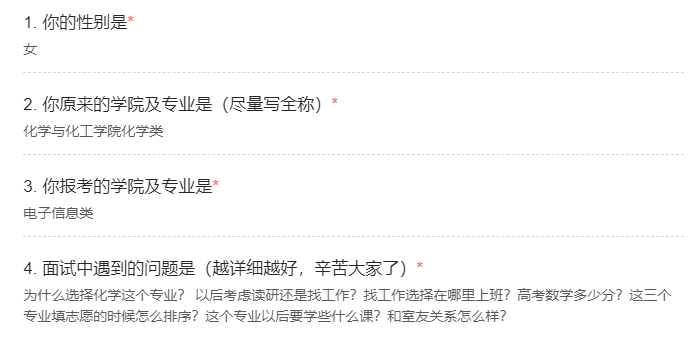 1. 你的性别是*
女
2. 你原来的学院及专业是（尽量写全称）*
化学与化工学院化学类
3. 你报考的学院及专业是*
电子信息类
4. 面试中遇到的问题是（越详细越好，辛苦大家了）*
为什么选择化学这个专业？ 以后考虑读研还是找工作？找工作选择在哪里上班？高考数学多少分？这三个
专业填志愿的时候怎么排序？这个专业以后要学些什么课？和室友关系怎么样？